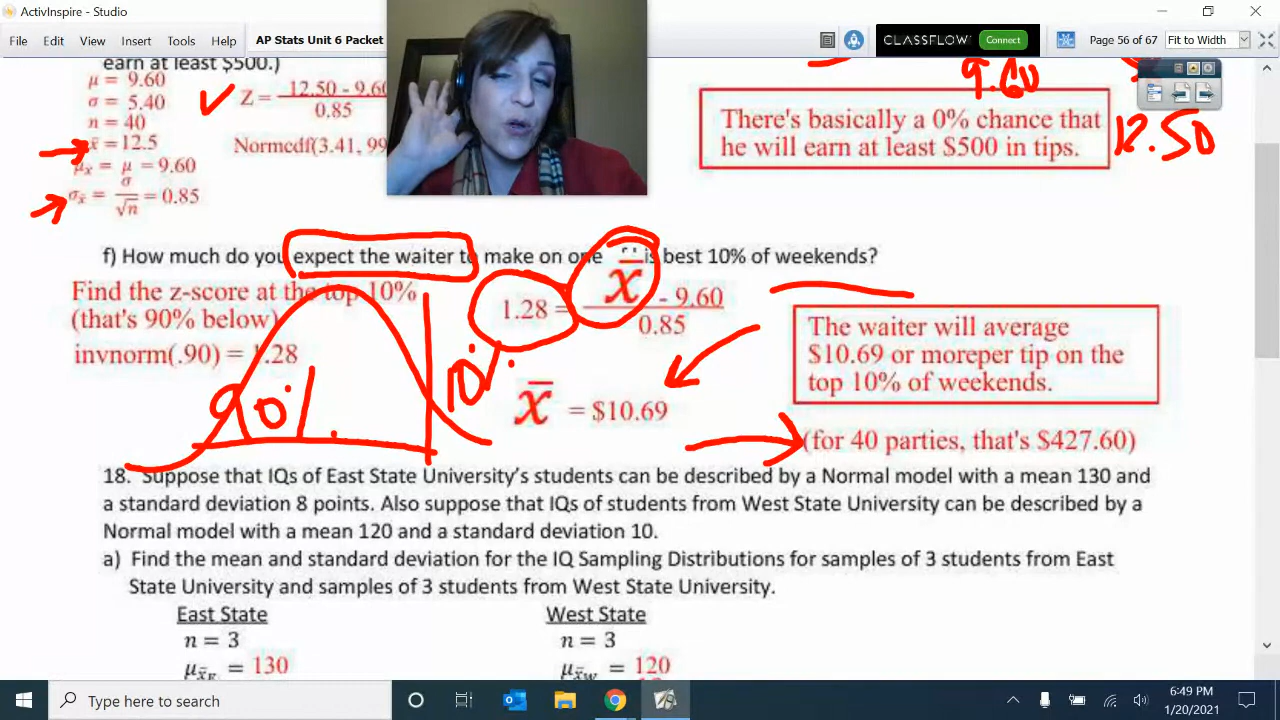 ActivInspire - Studio
File Edit View Insert Tools Help AP Stats Unit 6 Packet
CLASSFLOW Connect
Page 56 of 67 Fit to Width
earn at least $500.)
μ = 9.60
σ = 5.40
n = 40
x̄ = 12.5
μx̄ = μ = 9.60
σx̄ = σ/√n = 0.85
Z = 12.50 - 9.60
0.85
Normcdf(3.41, 99
9.60
There's basically a 0% chance that
he will earn at least $500 in tips.
12.50
f) How much do you expect the waiter to make on one is best 10% of weekends?
Find the z-score at the top 10%
(that's 90% below)
invnorm(.90) = 1.28
1.28 = x̄ - 9.60
0.85
x̄ = $10.69
90%
10%
The waiter will average
$10.69 or moreper tip on the
top 10% of weekends.
(for 40 parties, that's $427.60)
18. Suppose that IQs of East State University's students can be described by a Normal model with a mean 130 and
a standard deviation 8 points. Also suppose that IQs of students from West State University can be described by a
Normal model with a mean 120 and a standard deviation 10.
a) Find the mean and standard deviation for the IQ Sampling Distributions for samples of 3 students from East
State University and samples of 3 students from West State University.
East State
n = 3
μx̄E = 130
West State
n = 3
μx̄W = 120
Type here to search
6:49 PM
1/20/2021